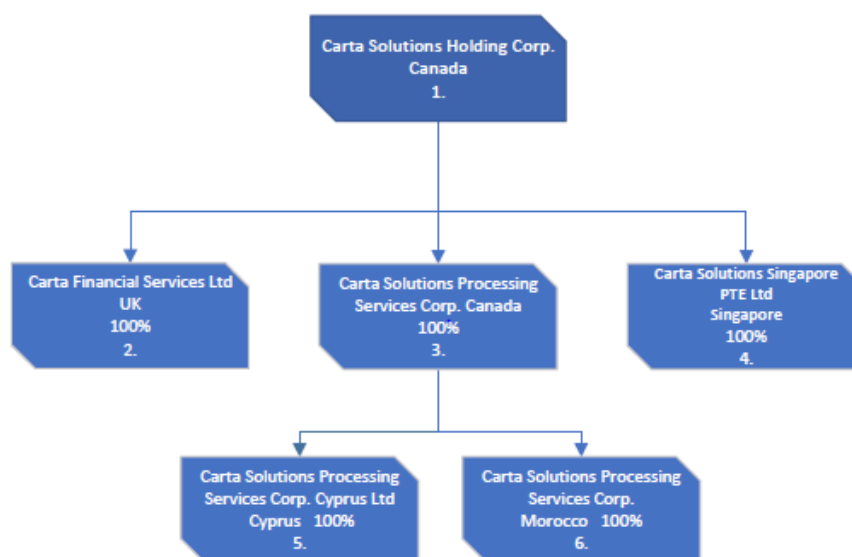 Carta Solutions Holding Corp.
Canada
1.
Carta Financial Services Ltd
UK
100%
2.
Carta Solutions Processing
Services Corp. Canada
100%
3.
Carta Solutions Singapore
PTE Ltd
Singapore
100%
4.
Carta Solutions Processing
Services Corp. Cyprus Ltd
Cyprus 100%
5.
Carta Solutions Processing
Services Corp.
Morocco 100%
6.